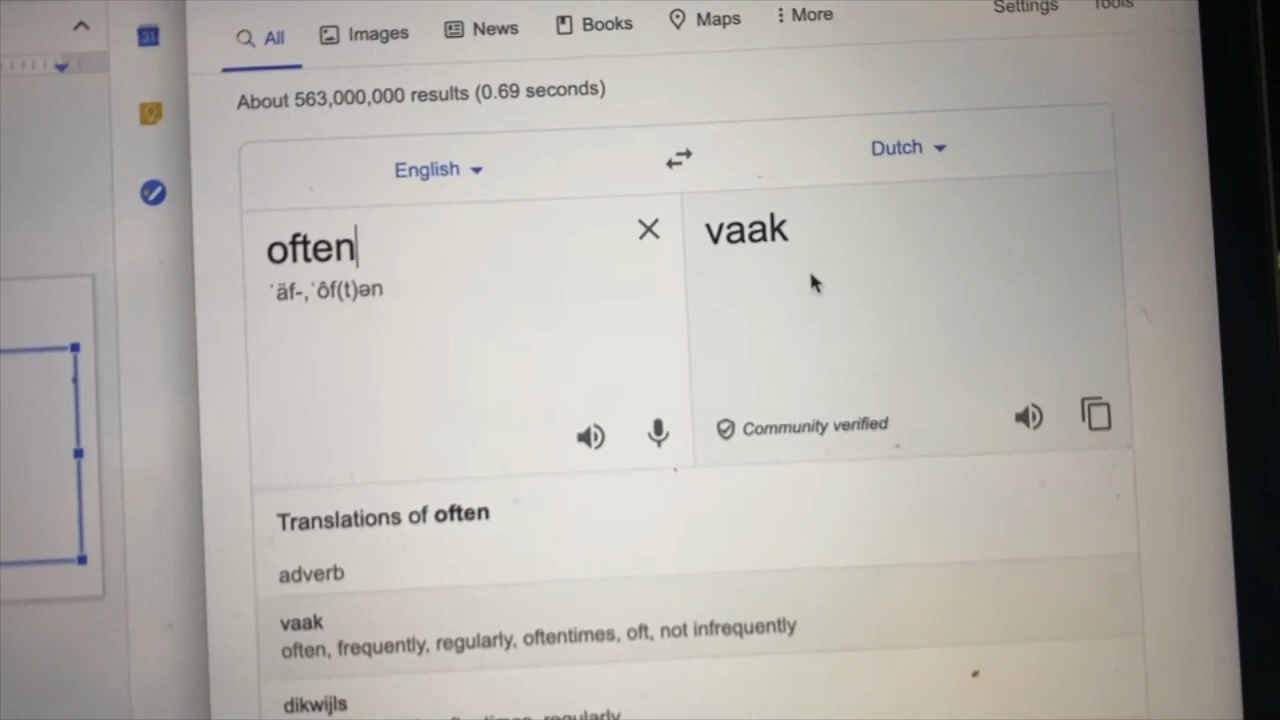 All Images News Books Maps More Settings Tools
31
About 563,000,000 results (0.69 seconds)
English Dutch
often vaak
ˈäf-,ˈôf(t)ən
Community verified
Translations of often
adverb
vaak
often, frequently, regularly, oftentimes, oft, not infrequently
dikwijls
regularly